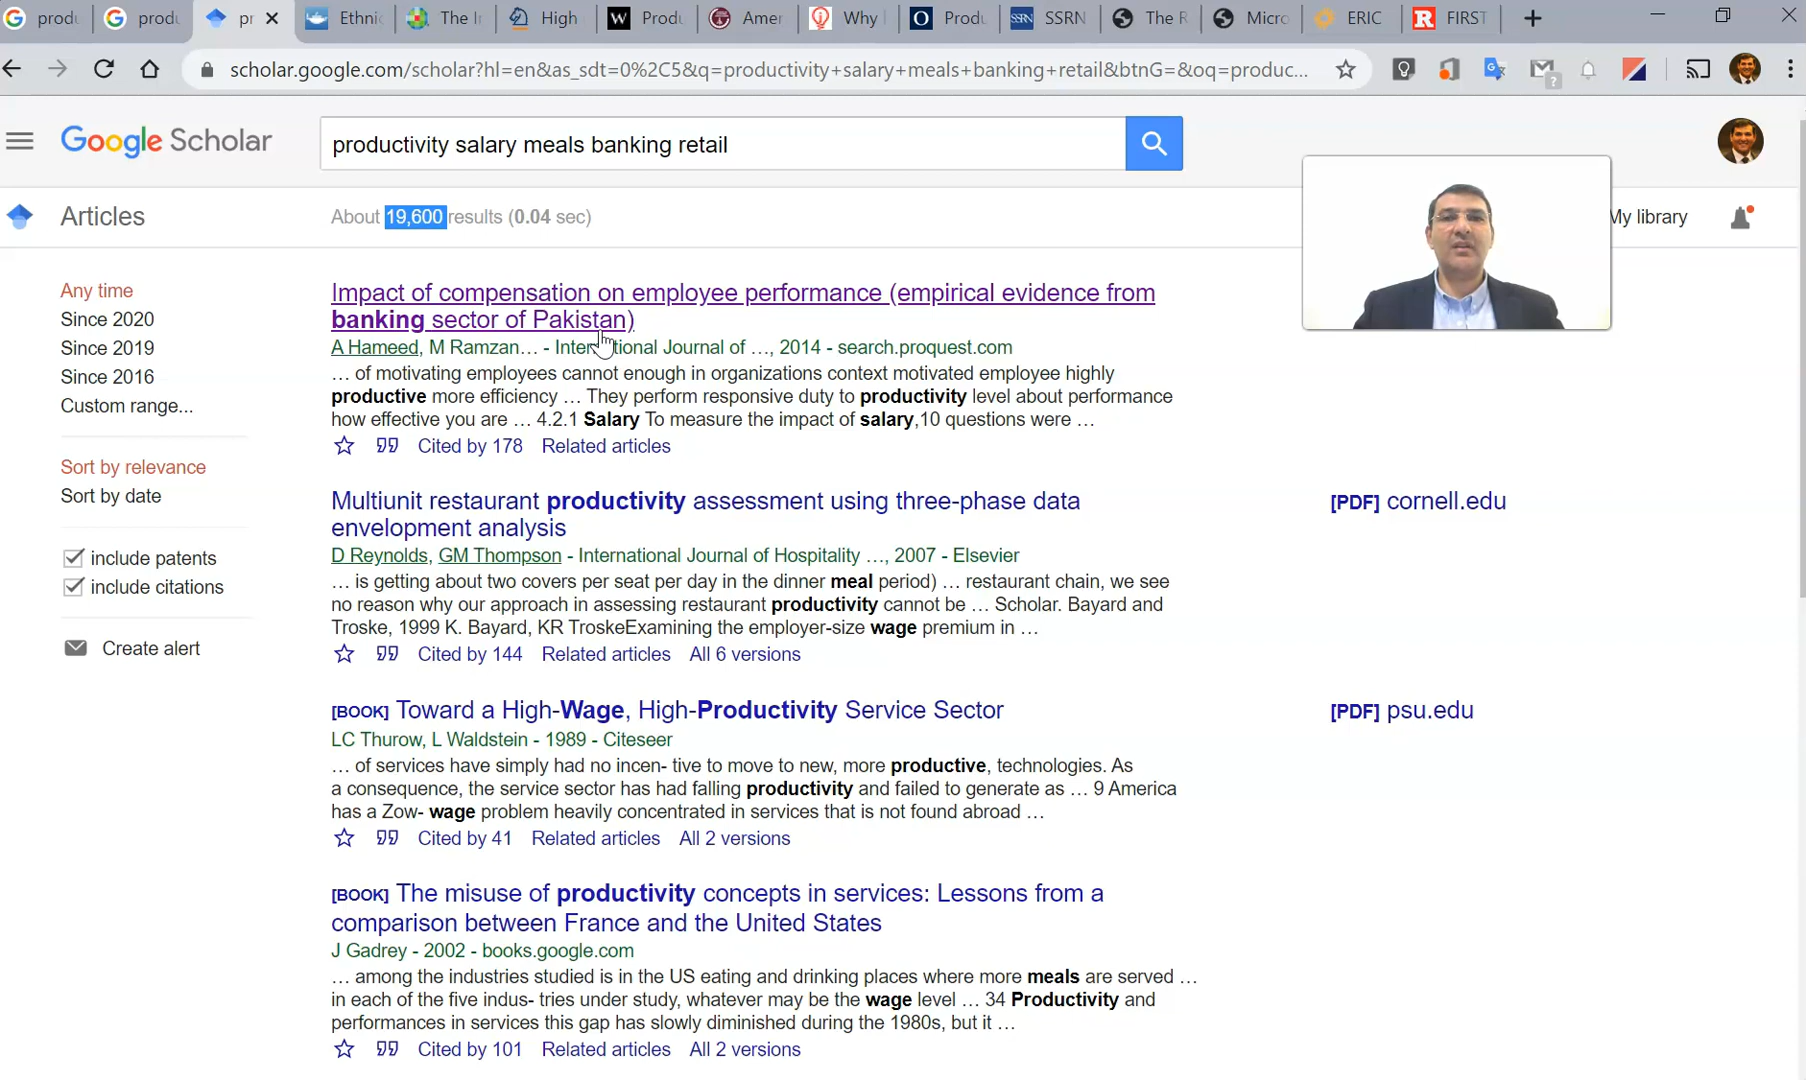 produ
produ
pr
Ethnic
The In
High
Produ
Amer
Why
Produ
SSRN
The R
Micro
ERIC
FIRST
scholar.google.com/scholar?hl=en&as_sdt=0%2C5&q=productivity+salary+meals+banking+retail&btnG=&oq=produc...
Google Scholar
productivity salary meals banking retail
Articles
About 19,600 results (0.04 sec)
My library
Any time
Since 2020
Since 2019
Since 2016
Custom range...
Sort by relevance
Sort by date
include patents
include citations
Create alert
Impact of compensation on employee performance (empirical evidence from
banking sector of Pakistan)
A Hameed, M Ramzan… - International Journal of …, 2014 - search.proquest.com
… of motivating employees cannot enough in organizations context motivated employee highly
productive more efficiency … They perform responsive duty to productivity level about performance
how effective you are … 4.2.1 Salary To measure the impact of salary,10 questions were …
Cited by 178 Related articles
Multiunit restaurant productivity assessment using three-phase data
envelopment analysis
[PDF] cornell.edu
D Reynolds, GM Thompson - International Journal of Hospitality …, 2007 - Elsevier
… is getting about two covers per seat per day in the dinner meal period) … restaurant chain, we see
no reason why our approach in assessing restaurant productivity cannot be … Scholar. Bayard and
Troske, 1999 K. Bayard, KR TroskeExamining the employer-size wage premium in …
Cited by 144 Related articles All 6 versions
[BOOK] Toward a High-Wage, High-Productivity Service Sector
[PDF] psu.edu
LC Thurow, L Waldstein - 1989 - Citeseer
… of services have simply had no incen- tive to move to new, more productive, technologies. As
a consequence, the service sector has had falling productivity and failed to generate as … 9 America
has a Zow- wage problem heavily concentrated in services that is not found abroad …
Cited by 41 Related articles All 2 versions
[BOOK] The misuse of productivity concepts in services: Lessons from a
comparison between France and the United States
J Gadrey - 2002 - books.google.com
… among the industries studied is in the US eating and drinking places where more meals are served …
in each of the five indus- tries under study, whatever may be the wage level … 34 Productivity and
performances in services this gap has slowly diminished during the 1980s, but it …
Cited by 101 Related articles All 2 versions